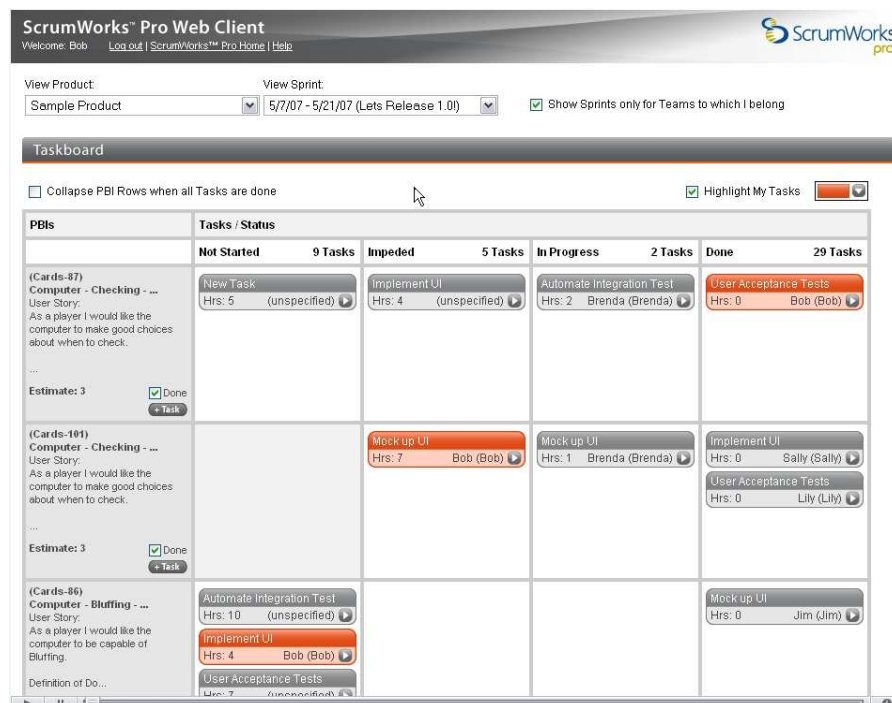 ScrumWorks™ Pro Web Client
Welcome: Bob Log out | ScrumWorks™ Pro Home | Help
ScrumWorks
pro
View Product:
View Sprint:
Sample Product
5/7/07 - 5/21/07 (Lets Release 1.0!)
Show Sprints only for Teams to which I belong
Taskboard
Collapse PBI Rows when all Tasks are done
Highlight My Tasks
PBIs
Tasks / Status
Not Started 9 Tasks
Impeded 5 Tasks
In Progress 2 Tasks
Done 29 Tasks
(Cards-87)
Computer - Checking - ...
User Story:
As a player I would like the
computer to make good choices
about when to check.
...
Estimate: 3
Done
+ Task
New Task
Hrs: 5 (unspecified)
Implement UI
Hrs: 4 (unspecified)
Automate Integration Test
Hrs: 2 Brenda (Brenda)
User Acceptance Tests
Hrs: 0 Bob (Bob)
(Cards-101)
Computer - Checking - ...
User Story:
As a player I would like the
computer to make good choices
about when to check.
...
Estimate: 3
Done
+ Task
Mock up UI
Hrs: 7 Bob (Bob)
Mock up UI
Hrs: 1 Brenda (Brenda)
Implement UI
Hrs: 0 Sally (Sally)
User Acceptance Tests
Hrs: 0 Lily (Lily)
(Cards-86)
Computer - Bluffing - ...
User Story:
As a player I would like the
computer to be capable of
Bluffing.
Definition of Do...
Automate Integration Test
Hrs: 10 (unspecified)
Implement UI
Hrs: 4 Bob (Bob)
User Acceptance Tests
Hrs: 7 (unspecified)
Mock up UI
Hrs: 0 Jim (Jim)